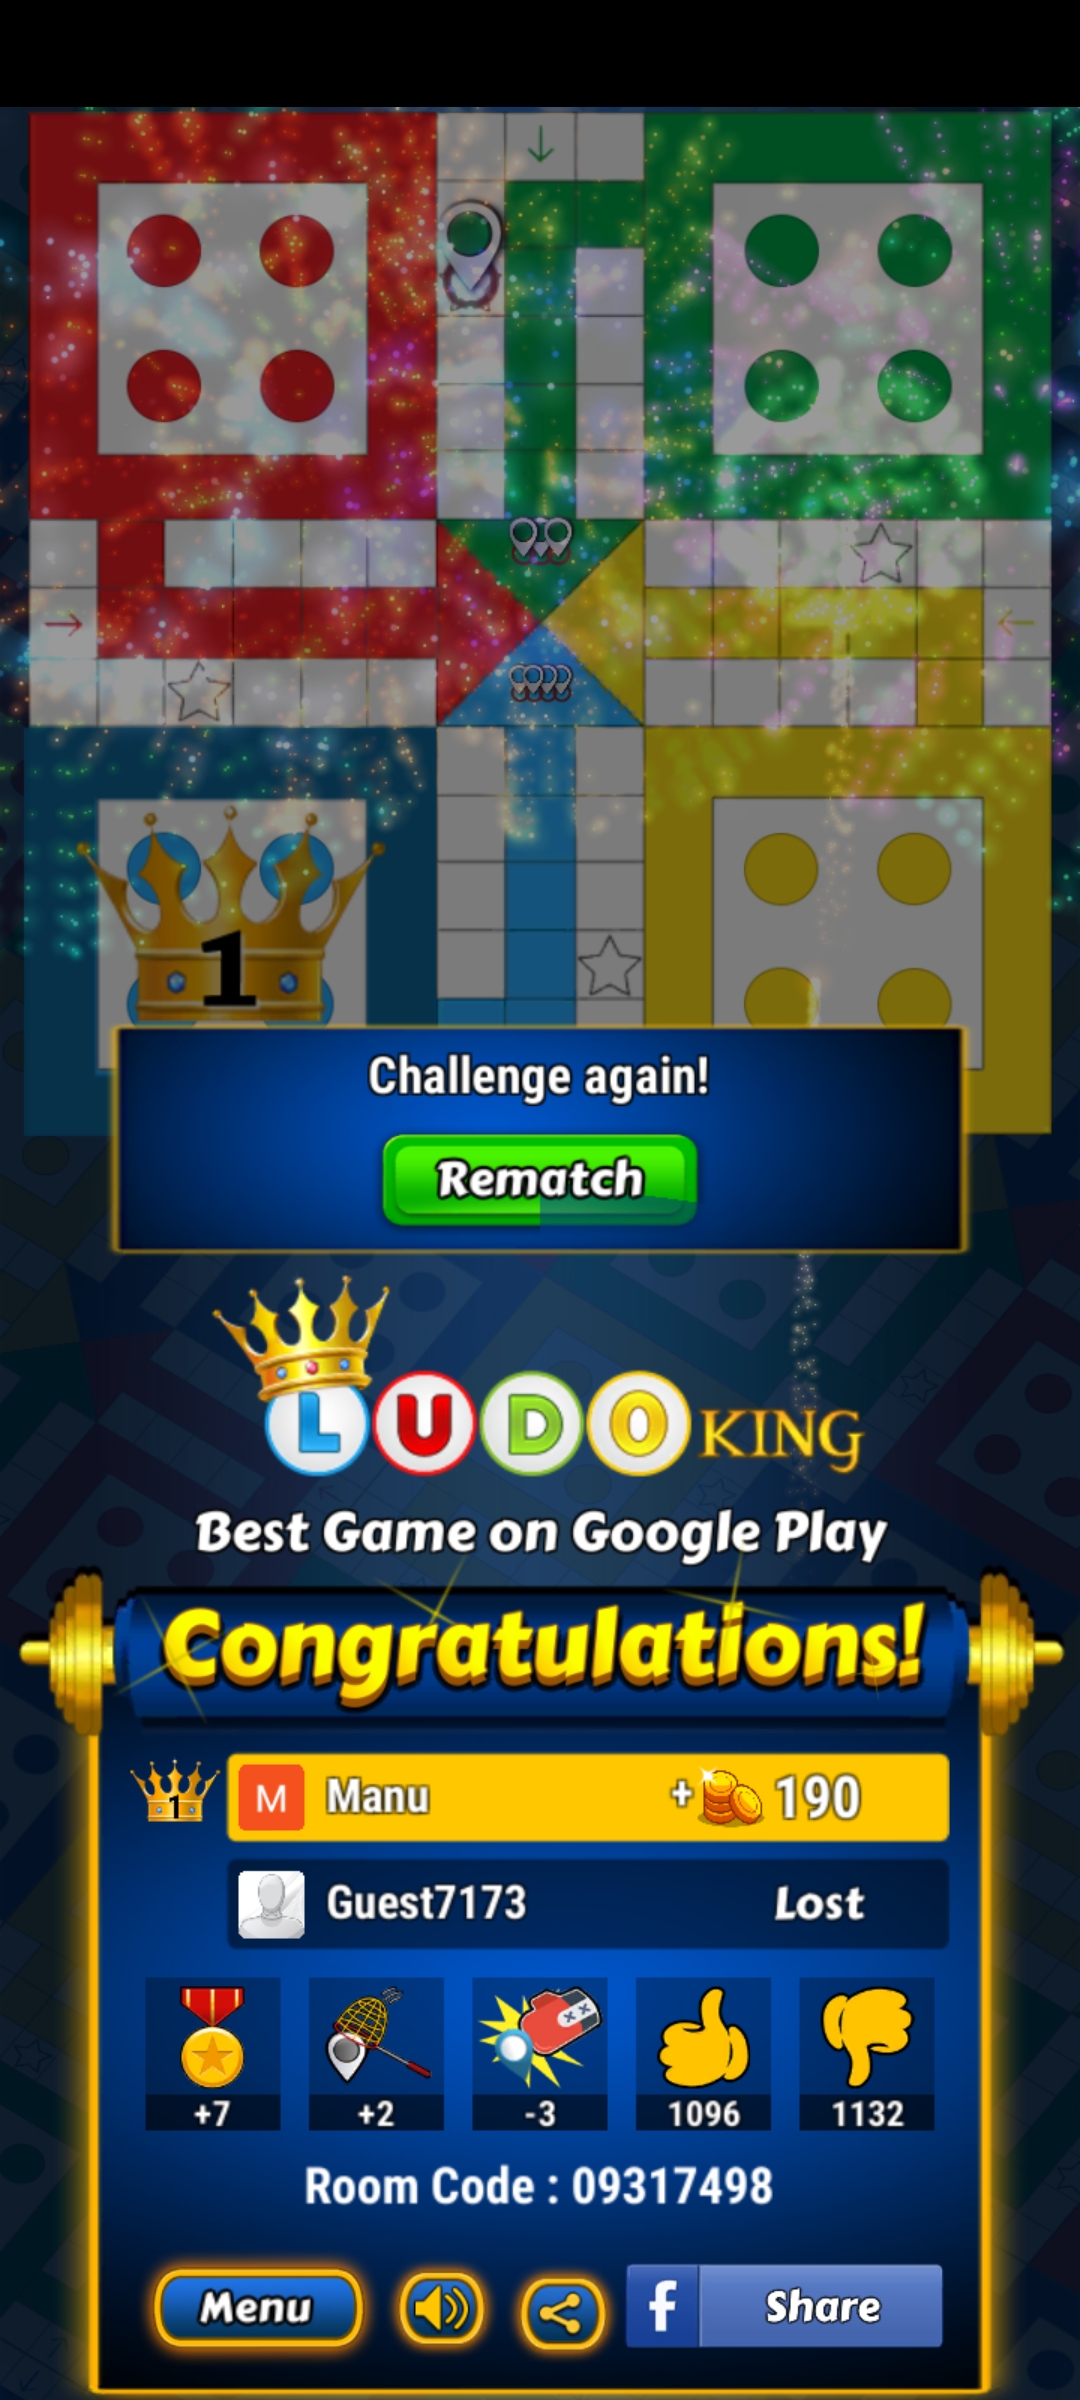 1
Challenge again!
Rematch
LUDO KING
Best Game on Google Play
Congratulations!
1 M Manu + 190
Guest7173 Lost
+7 +2 -3 1096 1132
Room Code : 09317498
Menu f Share